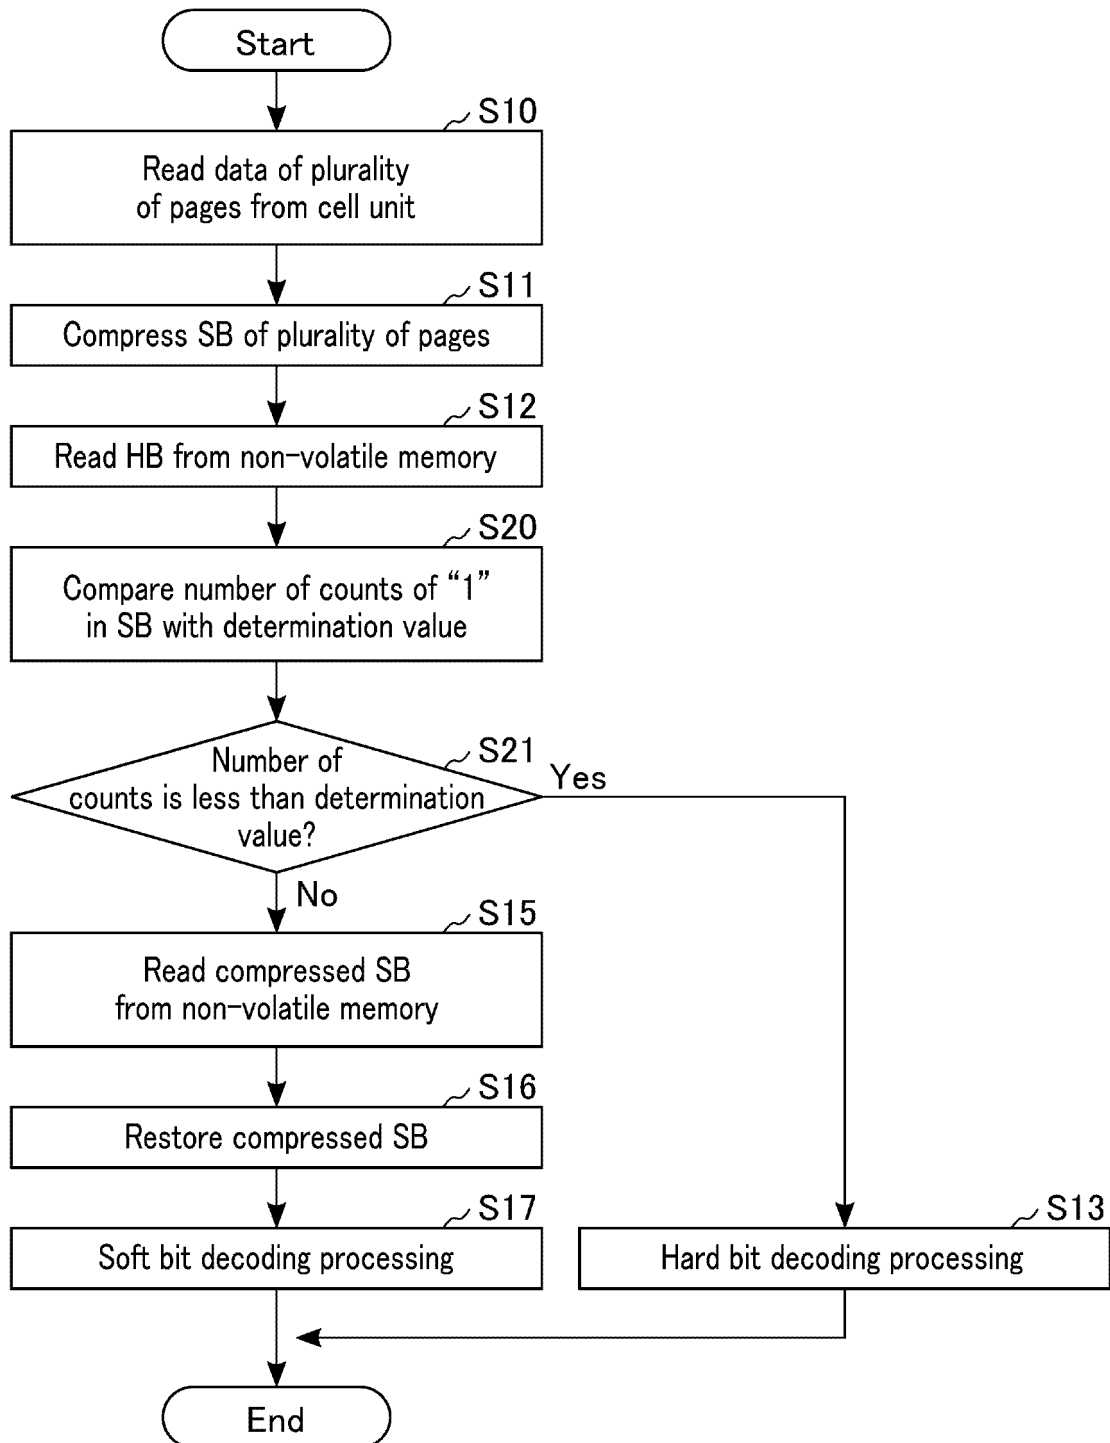 Start
S10
Read data of plurality
of pages from cell unit
S11
Compress SB of plurality of pages
S12
Read HB from non-volatile memory
S20
Compare number of counts of “1”
in SB with determination value
S21
Number of
counts is less than determination
value?
Yes
No
S15
Read compressed SB
from non-volatile memory
S16
Restore compressed SB
S17
Soft bit decoding processing
S13
Hard bit decoding processing
End